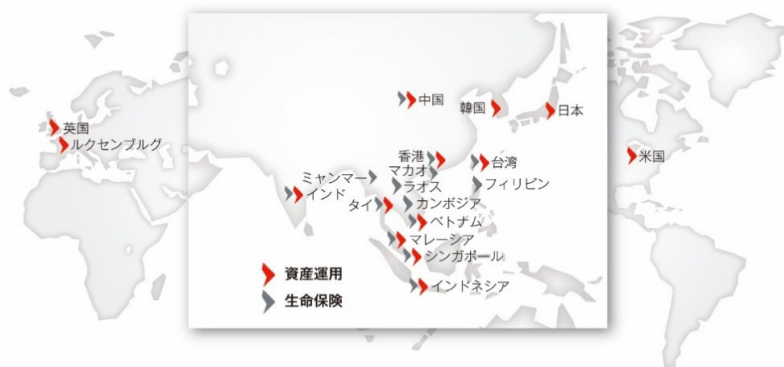 中国
韓国
日本
英国
ルクセンブルグ
米国
香港
マカオ
台湾
ミャンマー
ラオス
フィリピン
インド
タイ
カンボジア
ベトナム
マレーシア
シンガポール
インドネシア
資産運用
生命保険